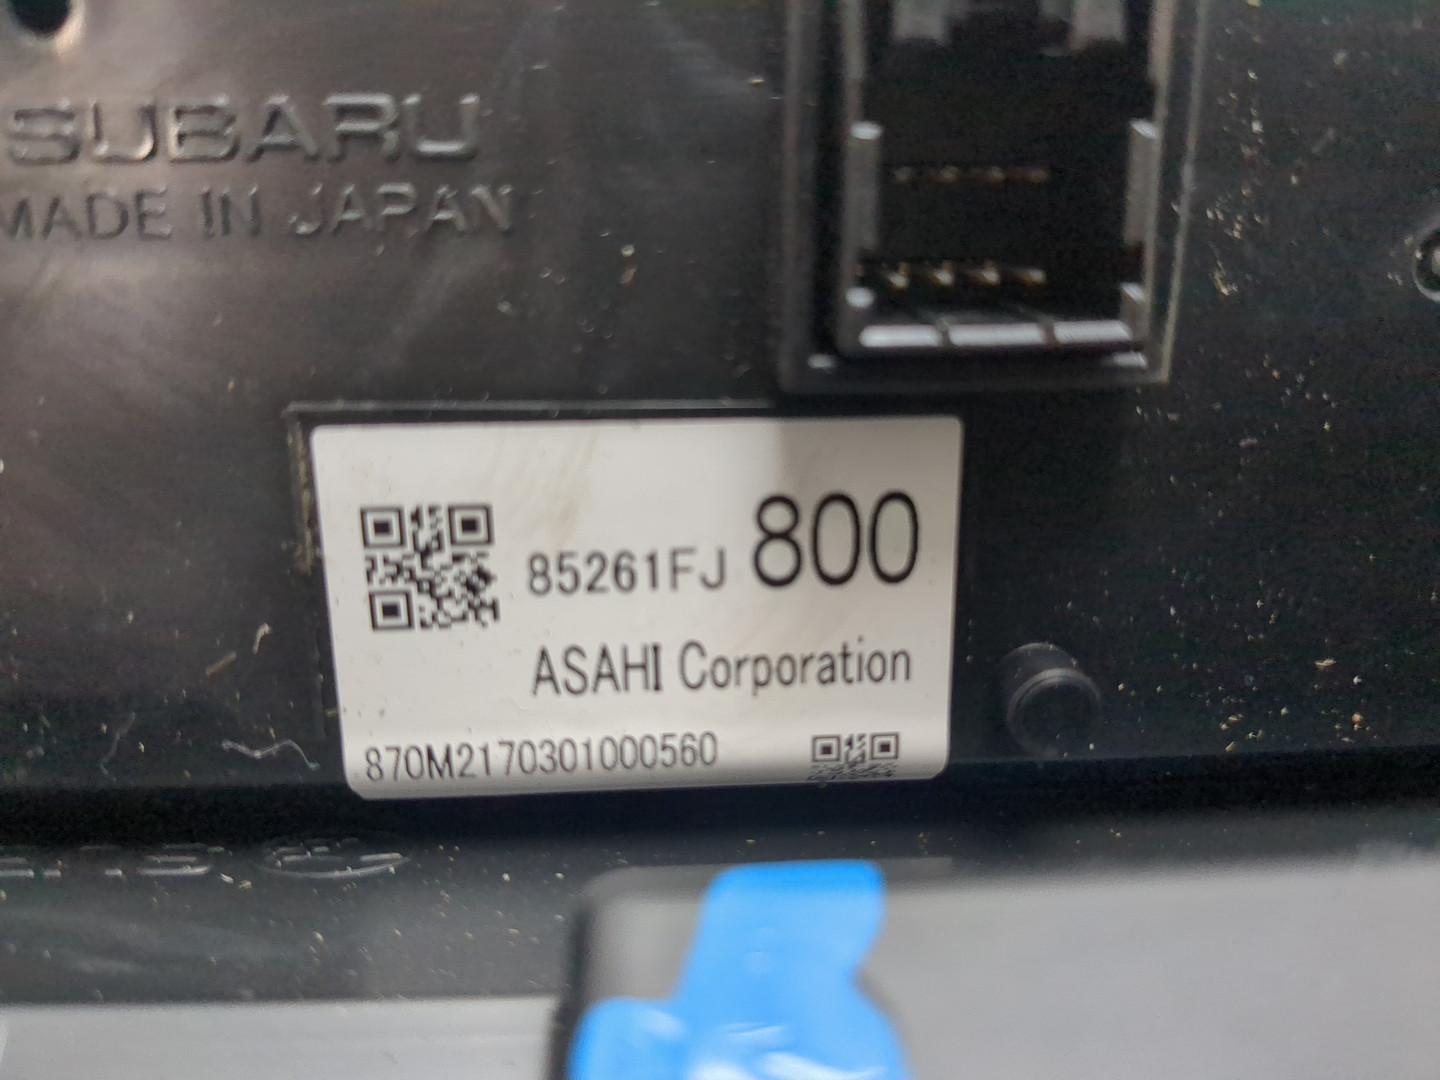 SUBARU
MADE IN JAPAN
85261FJ 800
ASAHI Corporation
870M2170301000560